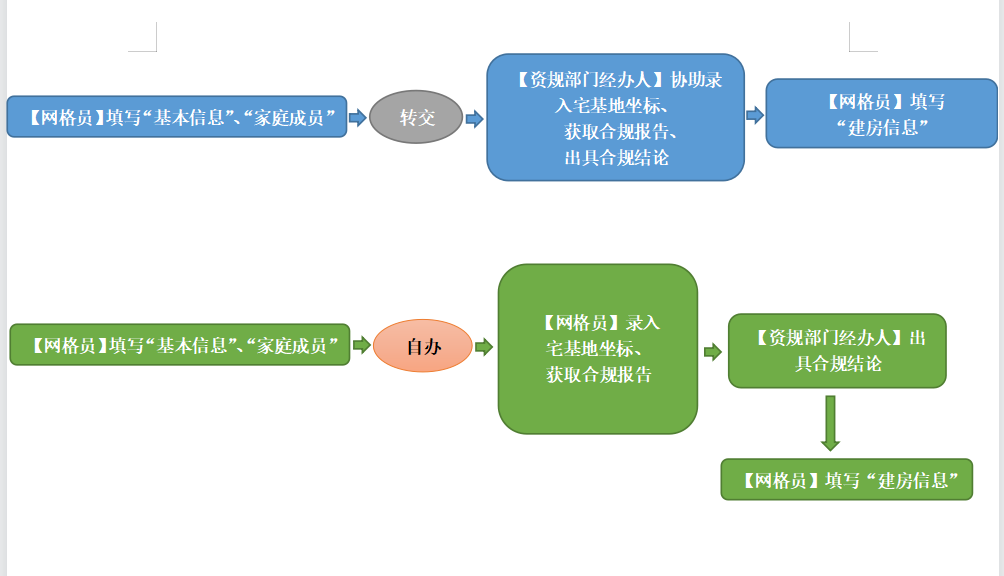 【网格员】填写“基本信息”、“家庭成员”
转交
【资规部门经办人】协助录
入宅基地坐标、
获取合规报告、
出具合规结论
【网格员】填写
“建房信息”
【网格员】填写“基本信息”、“家庭成员”
自办
【网格员】录入
宅基地坐标、
获取合规报告
【资规部门经办人】出
具合规结论
【网格员】填写“建房信息”